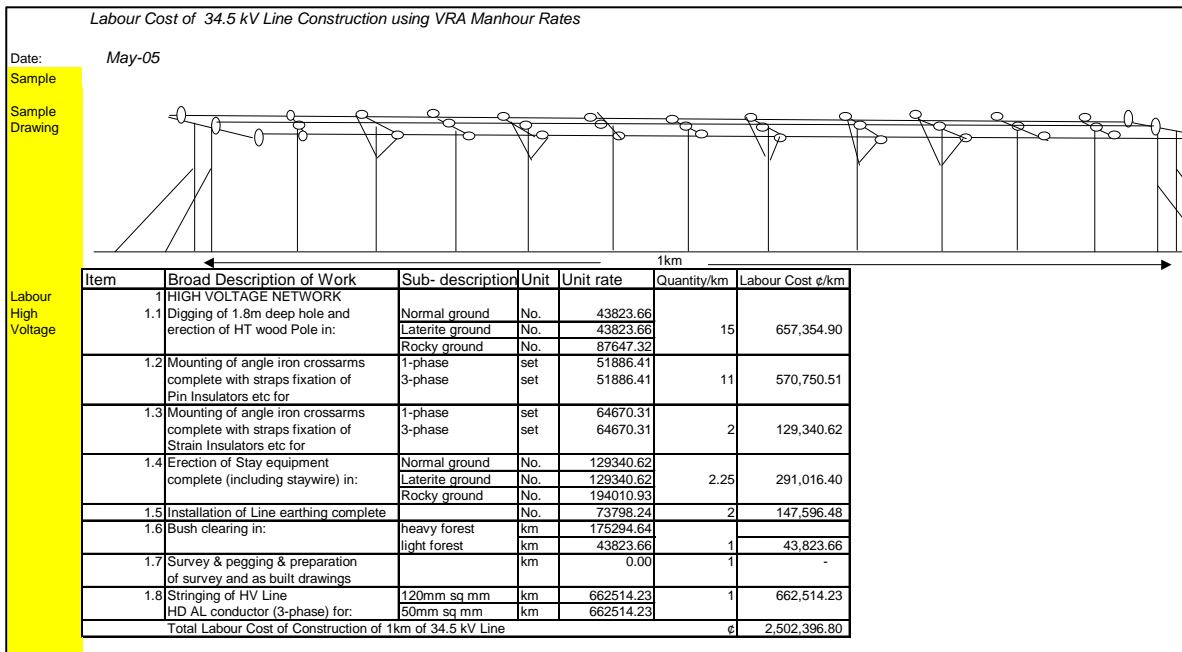 Labour Cost of 34.5 kV Line Construction using VRA Manhour Rates
Date: May-05
Sample
Sample
Drawing
1km
Item Broad Description of Work Sub- description Unit Unit rate Quantity/km Labour Cost ¢/km
Labour 1 HIGH VOLTAGE NETWORK
High 1.1 Digging of 1.8m deep hole and Normal ground No. 43823.66
Voltage erection of HT wood Pole in: Laterite ground No. 43823.66 15 657,354.90
Rocky ground No. 87647.32
1.2 Mounting of angle iron crossarms 1-phase set 51886.41
complete with straps fixation of 3-phase set 51886.41 11 570,750.51
Pin Insulators etc for
1.3 Mounting of angle iron crossarms 1-phase set 64670.31
complete with straps fixation of 3-phase set 64670.31 2 129,340.62
Strain Insulators etc for
1.4 Erection of Stay equipment Normal ground No. 129340.62
complete (including staywire) in: Laterite ground No. 129340.62 2.25 291,016.40
Rocky ground No. 194010.93
1.5 Installation of Line earthing complete No. 73798.24 2 147,596.48
1.6 Bush clearing in: heavy forest km 175294.64
light forest km 43823.66 1 43,823.66
1.7 Survey & pegging & preparation km 0.00 1 -
of survey and as built drawings
1.8 Stringing of HV Line 120mm sq mm km 662514.23 1 662,514.23
HD AL conductor (3-phase) for: 50mm sq mm km 662514.23
Total Labour Cost of Construction of 1km of 34.5 kV Line ¢ 2,502,396.80